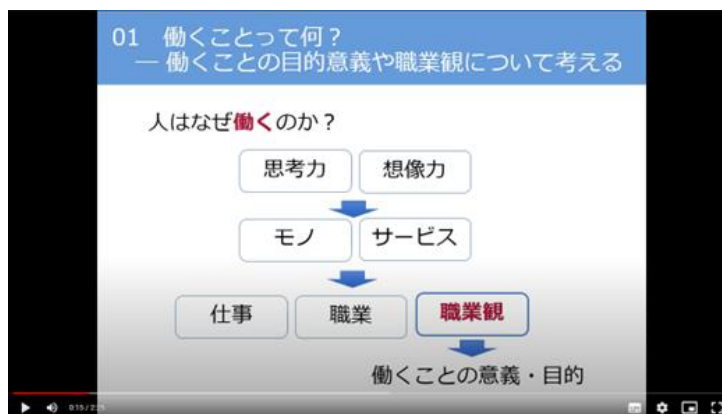 01 働くことって何？
― 働くことの目的意義や職業観について考える
人はなぜ働くのか？
思考力 想像力
モノ サービス
仕事 職業 職業観
働くことの意義・目的